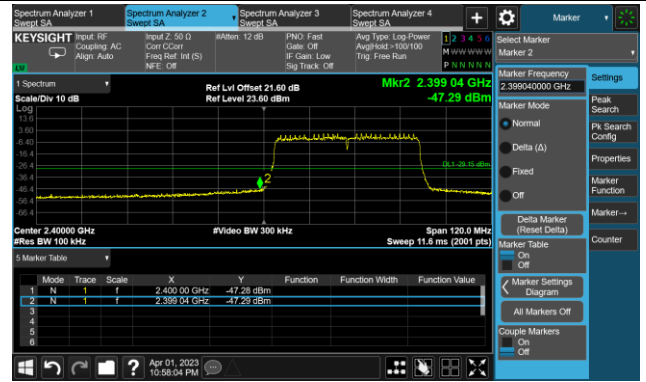 Spectrum Analyzer 1
Swept SA
Spectrum Analyzer 2
Swept SA
Spectrum Analyzer 3
Swept SA
Spectrum Analyzer 4
Swept SA
Marker
KEYSIGHT
Input: RF
Coupling: AC
Align: Auto
Input Z: 50 Ω
Corr CCorr
Freq Ref: Int (S)
NFE: Off
#Atten: 12 dB
PNO: Fast
Gate: Off
IF Gain: Low
Sig Track: Off
Avg Type: Log-Power
Avg|Hold:>100/100
Trig: Free Run
1 2 3 4 5 6
M W W W W W
P N N N N N
LW
Select Marker
Marker 2
1 Spectrum
Scale/Div 10 dB
Ref Lvl Offset 21.60 dB
Ref Level 23.60 dBm
Mkr2 2.399 04 GHz
-47.29 dBm
Log
13.6
3.60
-6.40
-16.4
-26.4
-36.4
-46.4
-56.4
-66.4
DL1 -29.15 dBm
2
Center 2.40000 GHz
#Res BW 100 kHz
#Video BW 300 kHz
Span 120.0 MHz
Sweep 11.6 ms (2001 pts)
5 Marker Table
Mode Trace Scale X Y Function Function Width Function Value
1 N 1 f 2.400 00 GHz -47.28 dBm
2 N 1 f 2.399 04 GHz -47.29 dBm
3
4
5
6
Marker Frequency
2.399040000 GHz
Marker Mode
Normal
Delta (Δ)
Fixed
Off
Delta Marker
(Reset Delta)
Marker Table
On
Off
Marker Settings
Diagram
All Markers Off
Couple Markers
On
Off
Settings
Peak
Search
Pk Search
Config
Properties
Marker
Function
Marker→
Counter
?
Apr 01, 2023
10:58:04 PM